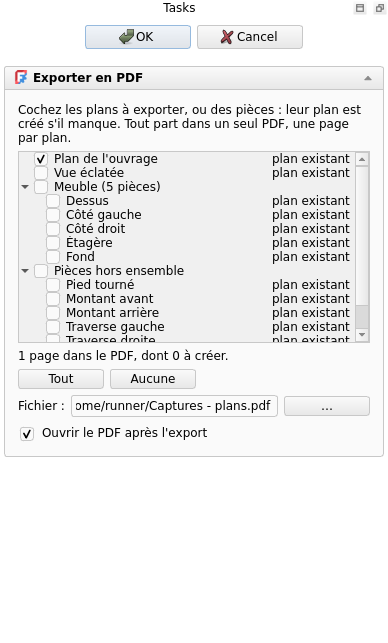 Tasks
OK
Cancel
Exporter en PDF
Cochez les plans à exporter, ou des pièces : leur plan est
créé s'il manque. Tout part dans un seul PDF, une page
par plan.
Plan de l'ouvrage plan existant
Vue éclatée plan existant
Meuble (5 pièces)
Dessus plan existant
Côté gauche plan existant
Côté droit plan existant
Étagère plan existant
Fond plan existant
Pièces hors ensemble
Pied tourné plan existant
Montant avant plan existant
Montant arrière plan existant
Traverse gauche plan existant
Traverse droite plan existant
1 page dans le PDF, dont 0 à créer.
Tout
Aucune
Fichier : ome/runner/Captures - plans.pdf ...
Ouvrir le PDF après l'export